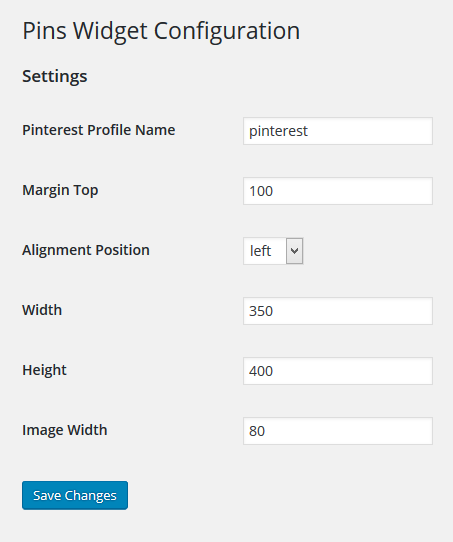 Pins Widget Configuration
Settings
Pinterest Profile Name pinterest
Margin Top 100
Alignment Position left
Width 350
Height 400
Image Width 80
Save Changes